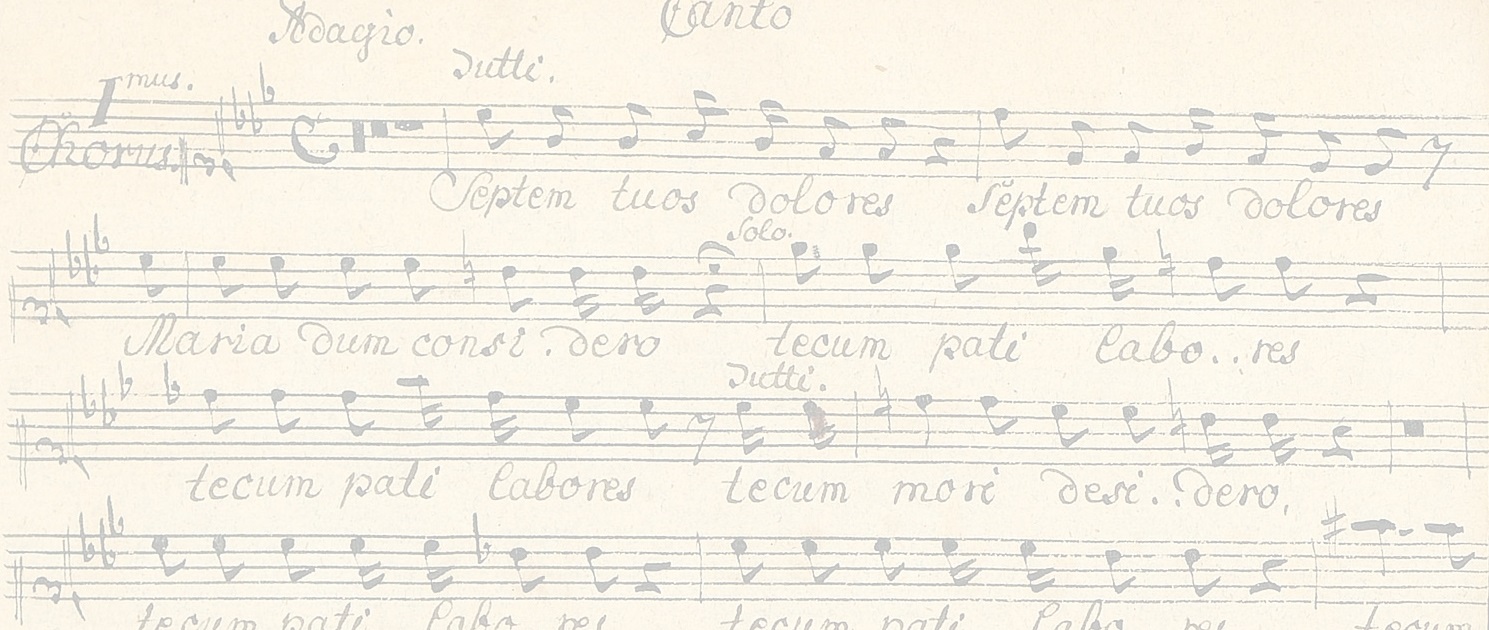 Adagio. Canto
Tutti.
Imus.
Chorus
Septem tuos dolores Septem tuos dolores
Solo.
Maria dum consi.dero tecum pati labo..res
Tutti.
tecum pati labores tecum mori desi..dero,
tecum pati labo res tecum pati labo res tecum